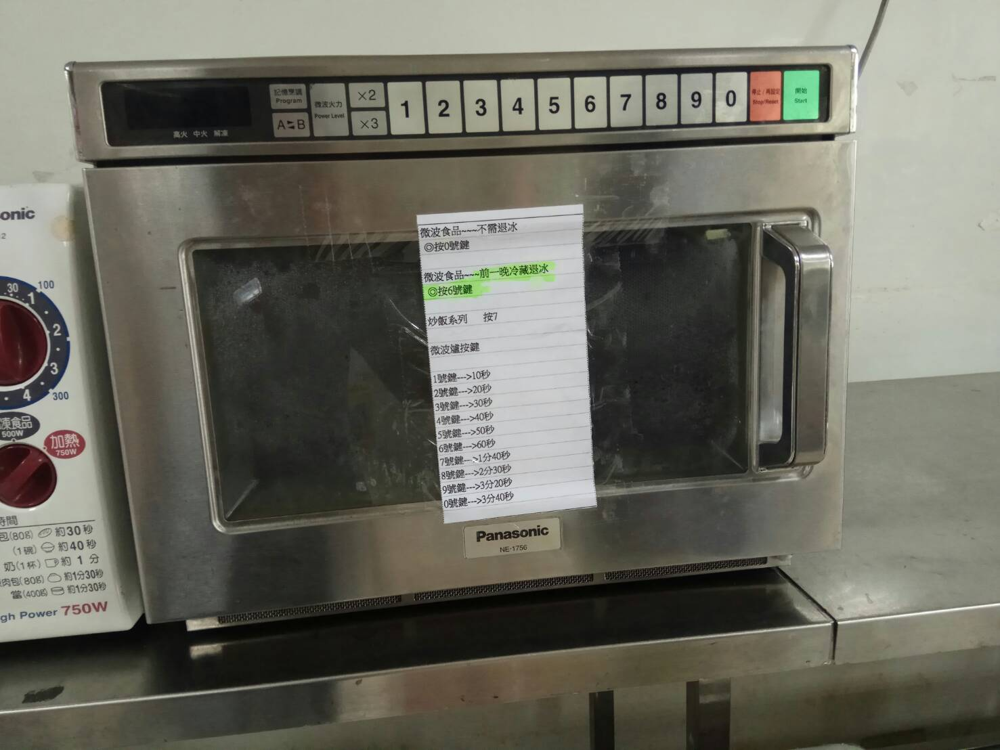 記憶烹調
Program
A B
微波火力
Power Level
×2
×3
1 2 3 4 5 6 7 8 9 0
停止/再設定
Stop/Reset
開始
Start
高火 中火 解凍
微波食品~~~不需退冰
◎按0號鍵
微波食品~~~前一晚冷藏退冰
◎按6號鍵
炒飯系列 按7
微波爐按鍵
1號鍵--->10秒
2號鍵--->20秒
3號鍵--->30秒
4號鍵--->40秒
5號鍵--->50秒
6號鍵--->60秒
7號鍵--->1分40秒
8號鍵--->2分30秒
9號鍵--->3分20秒
0號鍵--->3分40秒
Panasonic
NE-1756
onic
30 100
1
2
3
4 300
凍食品
500W
加熱
750W
時間
包(80g) 約30秒
(1碗) 約40秒
奶(1杯) 約1分
肉包(80g) 約1分30秒
當(400g) 約1分30秒
gh Power 750W